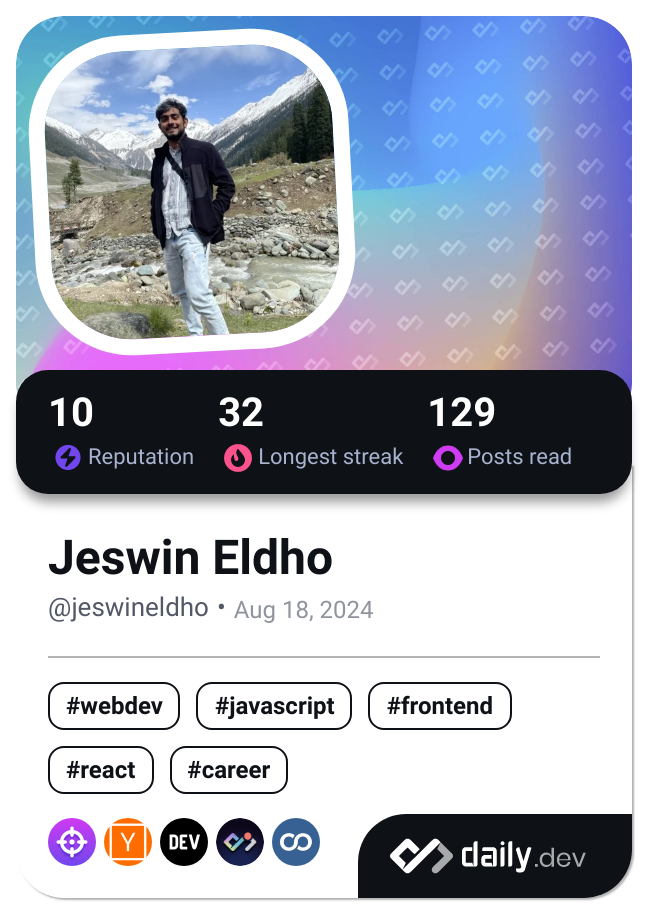 10 32 129
Reputation Longest streak Posts read
Jeswin Eldho
@jeswineldho • Aug 18, 2024
#webdev #javascript #frontend
#react #career
Y DEV daily.dev